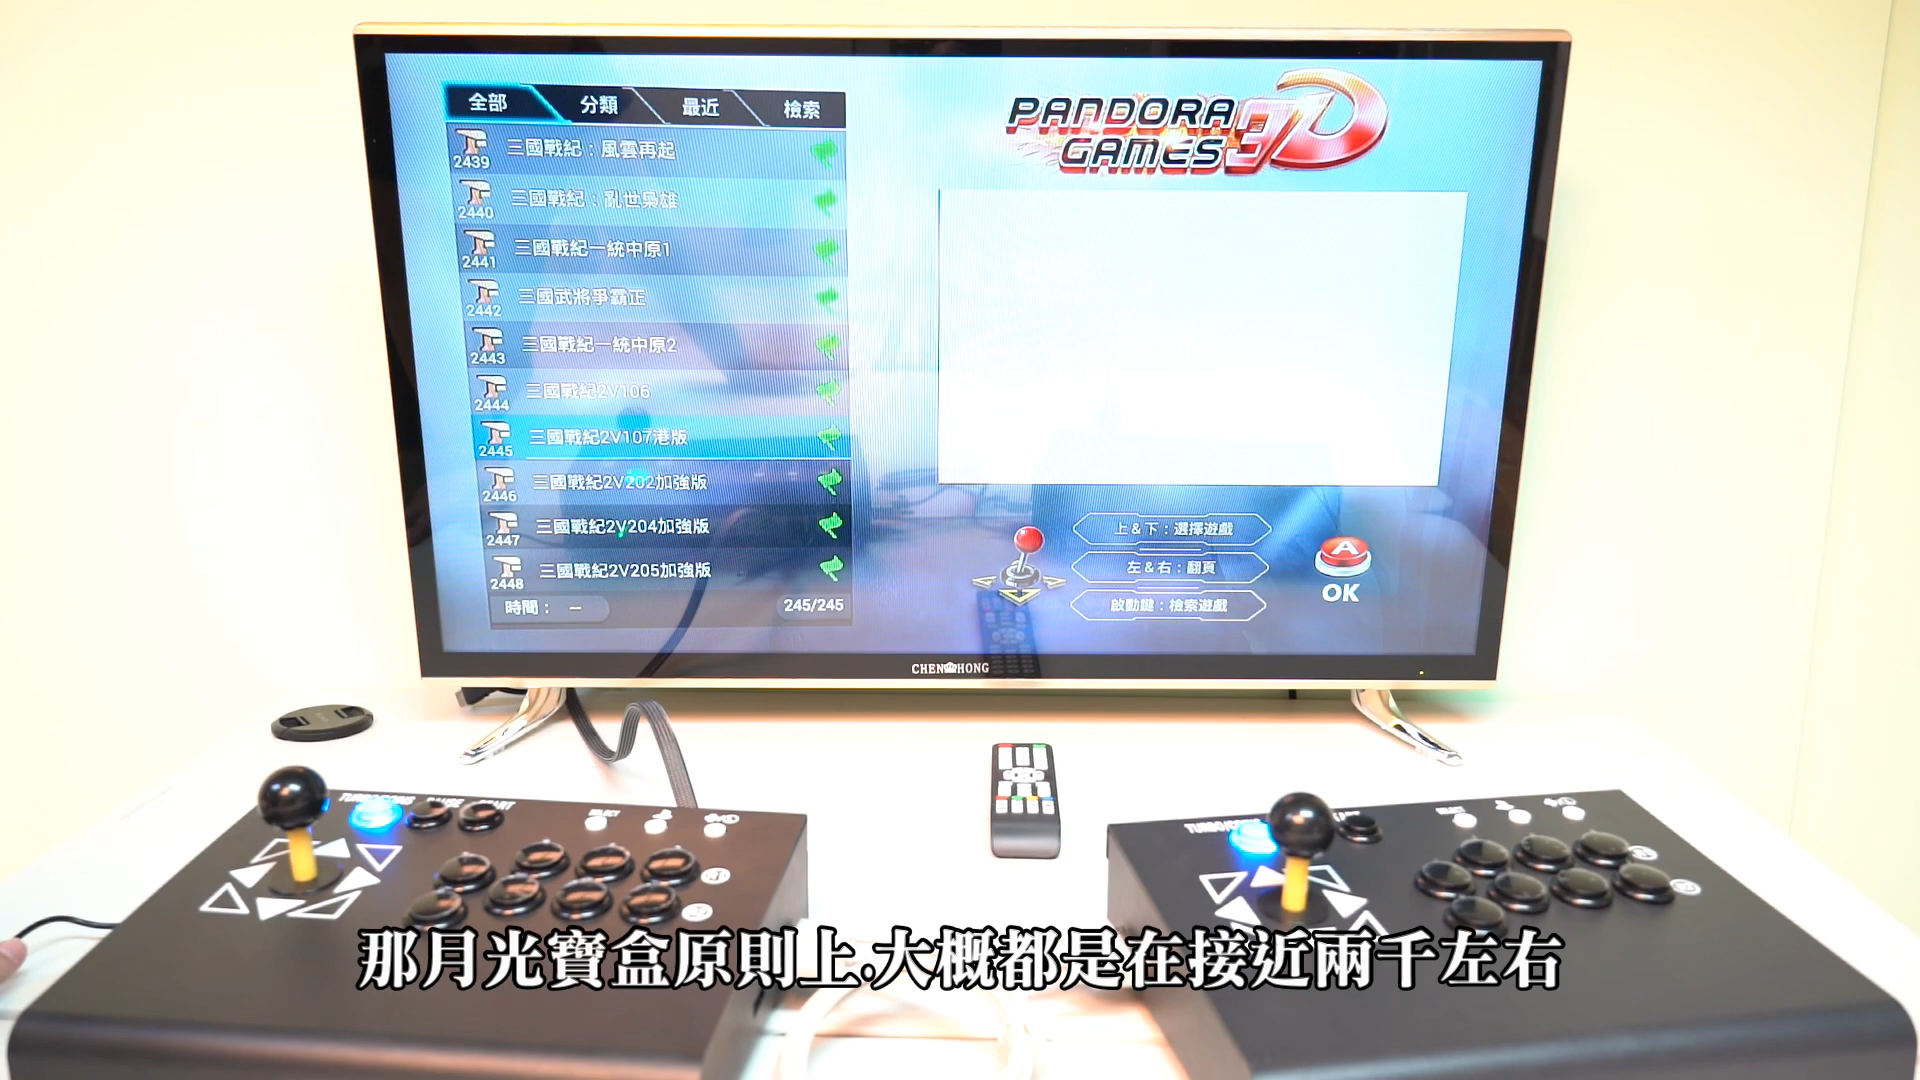 全部 分類 最近 檢索
2439 三國戰紀：風雲再起
2440 三國戰紀：亂世梟雄
2441 三國戰紀一統中原1
2442 三國武將爭霸正
2443 三國戰紀一統中原2
2444 三國戰紀2V106
2445 三國戰紀2V107港版
2446 三國戰紀2V202加強版
2447 三國戰紀2V204加強版
2448 三國戰紀2V205加強版
時間： — 245/245
PANDORA
GAMES 3D
上&下：選擇遊戲
左&右：翻頁
啟動鍵：檢索遊戲
A
OK
CHENHONG
SELECT
SELECT
那月光寶盒原則上.大概都是在接近兩千左右